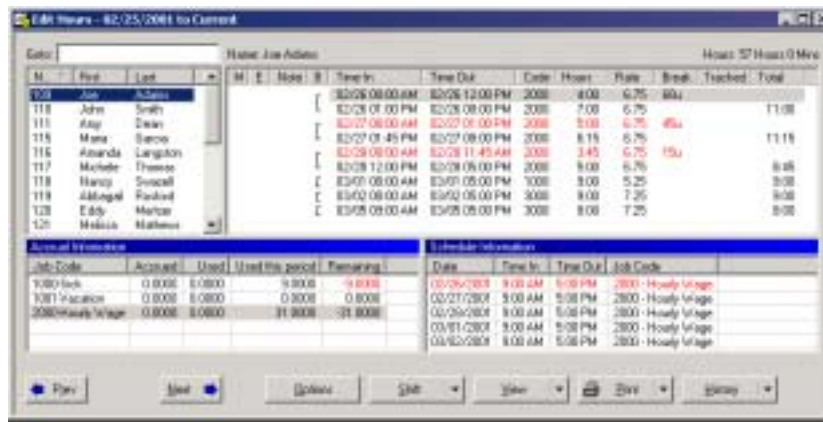 Edit Hours - 02/25/2001 to Current
Goto: Name: Joe Adams Hours: 57 Hours 0 Mins
N... First Last M E Note B Time In Time Out Code Hours Rate Break Tracked Total
109 Joe Adams 02/26 08:00 AM 02/26 12:00 PM 2000 4:00 6.75 60u
110 John Smith 02/26 01:00 PM 02/26 08:00 PM 2000 7:00 6.75 11:00
111 Amy Dean 02/27 08:00 AM 02/27 01:00 PM 2000 5:00 6.75 45u
115 Maria Garcia 02/27 01:45 PM 02/27 08:00 PM 2000 6:15 6.75 11:15
116 Amanda Langston 02/28 08:00 AM 02/28 11:45 AM 2000 3:45 6.75 15u
117 Michelle Thomas 02/28 12:00 PM 02/28 05:00 PM 2000 5:00 6.75 8:45
118 Nancy 03/01 08:00 AM 03/01 05:00 PM 1000 9:00 5.25 9:00
119 Abbigail 03/02 08:00 AM 03/02 05:00 PM 3000 9:00 7.25 9:00
120 Eddy 03/05 09:00 AM 03/05 05:00 PM 3000 8:00 7.25 8:00
121 Melissa Mathews
Accrual Information
Job Code Accrued Used Used this period Remaining
1000-Sick 0.0000 0.0000 9.0000 -9.0000
1001-Vacation 0.0000 0.0000 0.0000 0.0000
2000-Hourly Wage 0.0000 0.0000 31.0000 -31.0000
Schedule Information
Date Time In Time Out Job Code
02/26/2001 9:00 AM 5:00 PM 2000 - Hourly Wage
02/27/2001 9:00 AM 5:00 PM 2000 - Hourly Wage
02/28/2001 9:00 AM 5:00 PM 2000 - Hourly Wage
03/01/2001 9:00 AM 5:00 PM 2000 - Hourly Wage
03/02/2001 9:00 AM 5:00 PM 2000 - Hourly Wage
Prev Next Options Shift View Print History